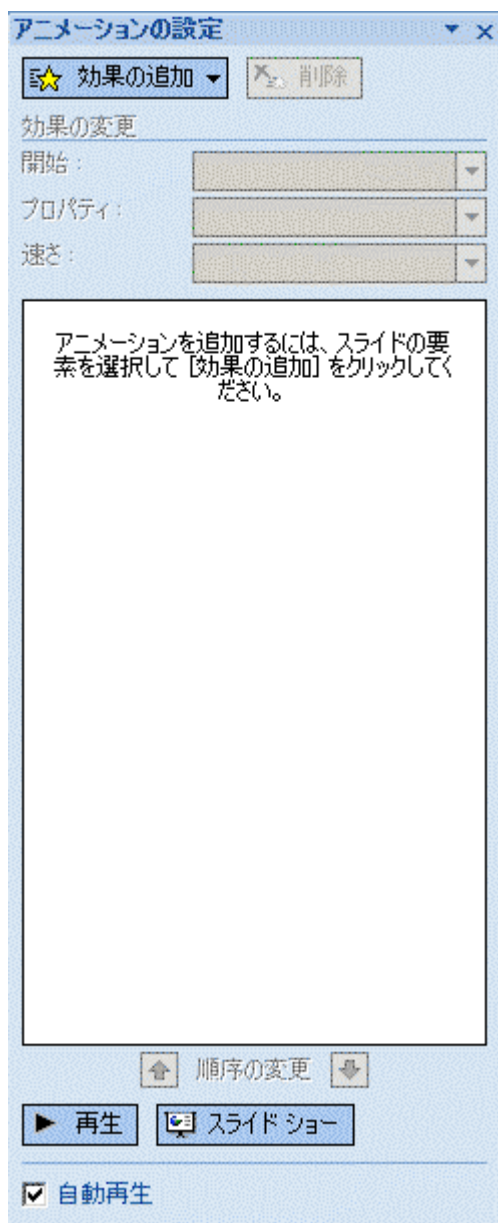 アニメーションの設定
効果の追加 削除
効果の変更
開始:
プロパティ:
速さ:
アニメーションを追加するには、スライドの要
素を選択して [効果の追加] をクリックしてく
ださい。
順序の変更
再生 スライド ショー
自動再生